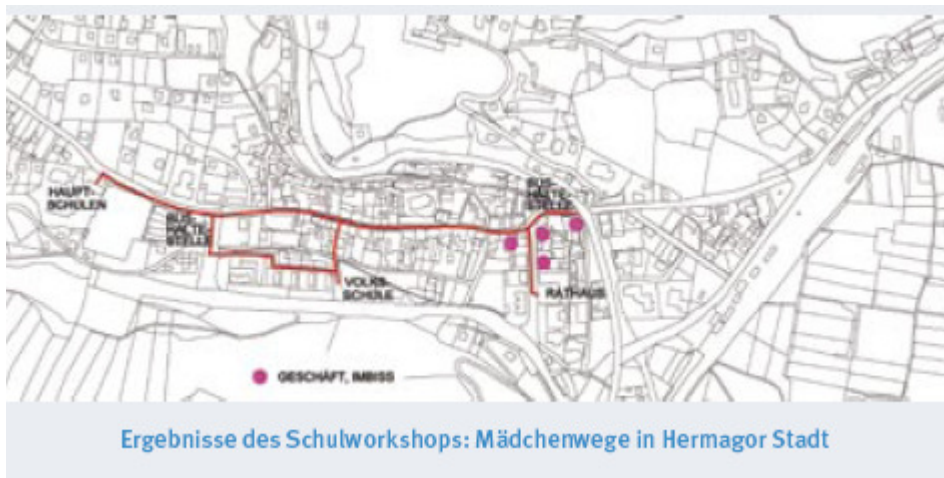 HAUPT-
SCHULEN
BUS-
HALTE-
STELLE
VOLKS-
SCHULE
BUS-
HALTE-
STELLE
RATHAUS
GESCHÄFT, IMBISS
Ergebnisse des Schulworkshops: Mädchenwege in Hermagor Stadt